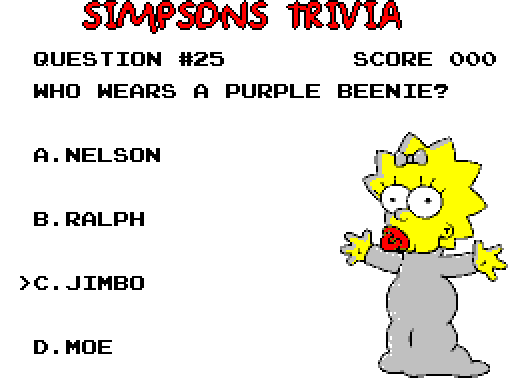 SIMPSONS TRIVIA
QUESTION #25 SCORE 000
WHO WEARS A PURPLE BEENIE?
A.NELSON
B.RALPH
>C.JIMBO
D.MOE